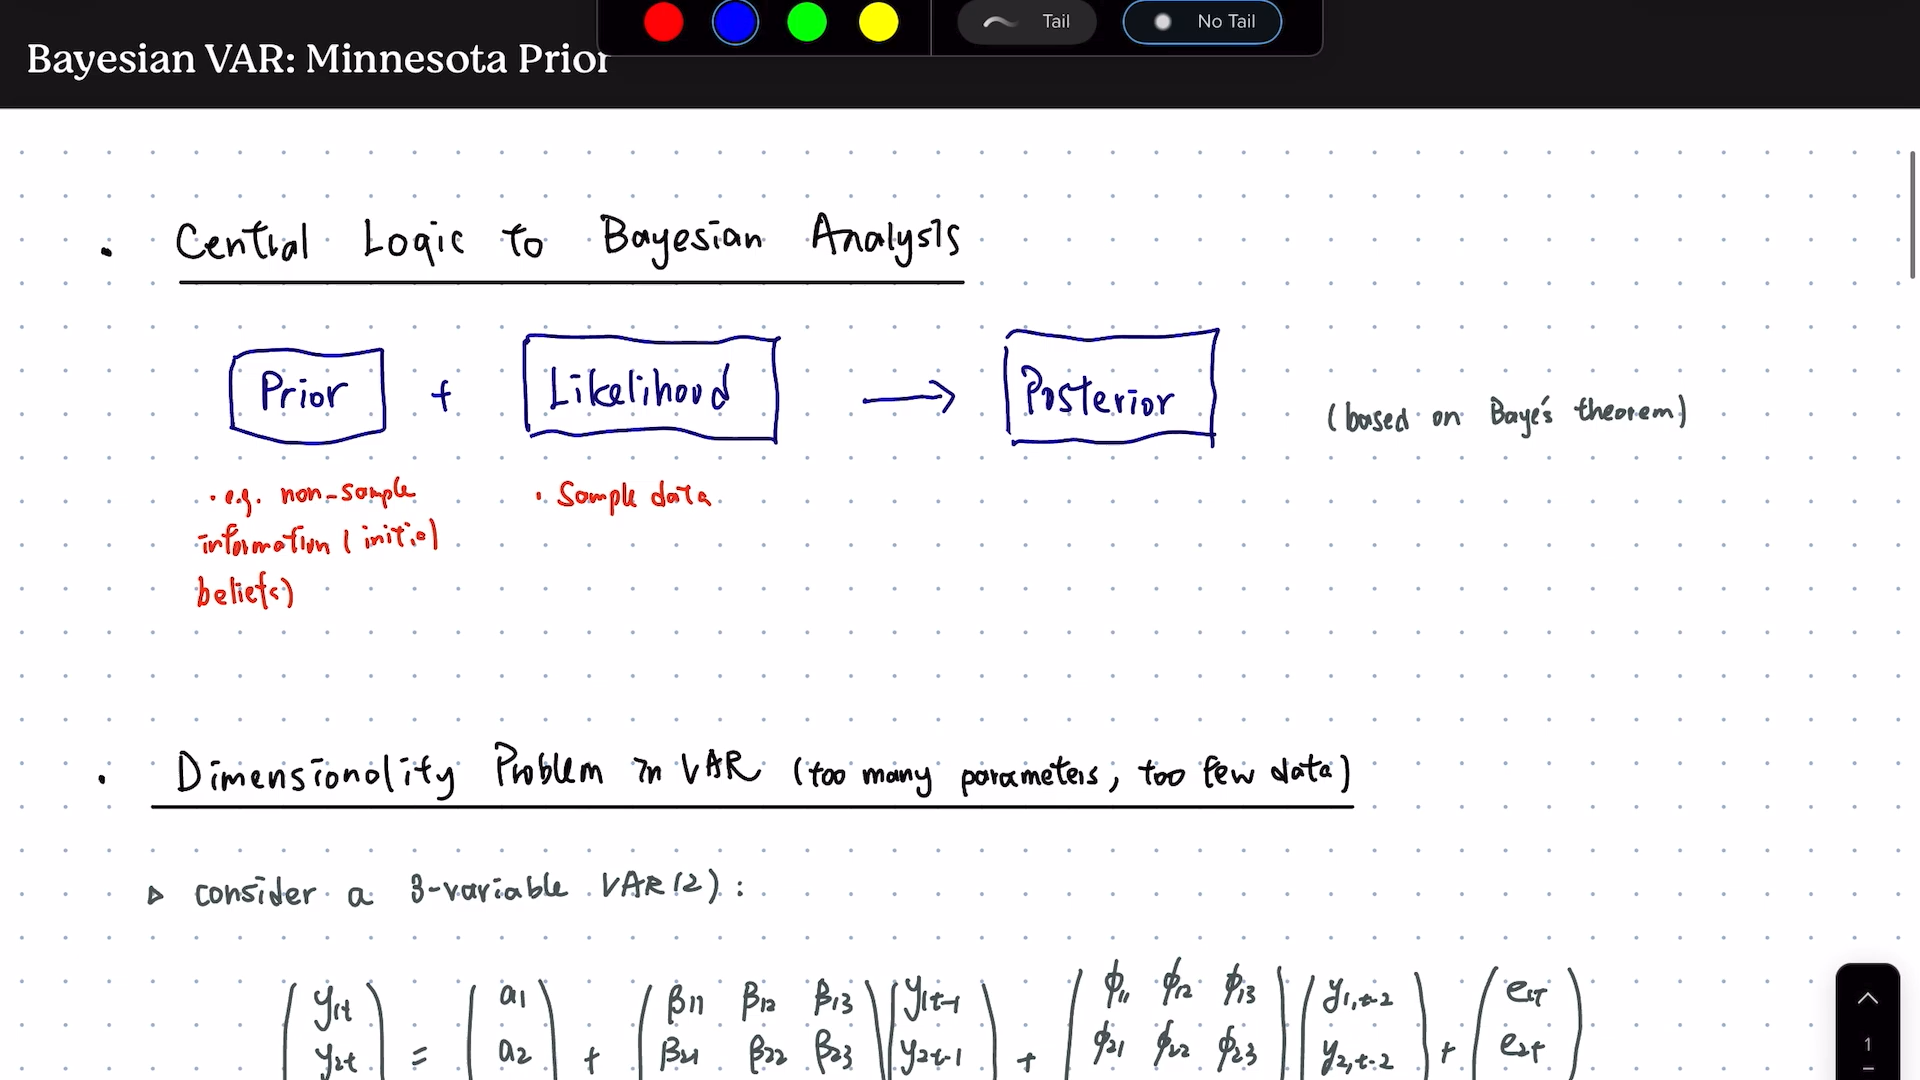 Tail
No Tail
Bayesian VAR: Minnesota Prior
• Central Logic to Bayesian Analysis
Prior + Likelihood → Posterior (based on Baye's theorem)
• e.g. non-sample
information (initial
beliefs)
• Sample data
• Dimensionality Problem in VAR (too many parameters, too few data)
▷ consider a 3-variable VAR(2):
( y1t ) ( a1 ) ( β11 β12 β13 ) ( y1t-1 ) ( ϕ11 ϕ12 ϕ13 ) ( y1,t-2 ) ( e1t )
y2t = a2 + β21 β22 β23 y2t-1 + ϕ21 ϕ22 ϕ23 y2,t-2 + e2t
1